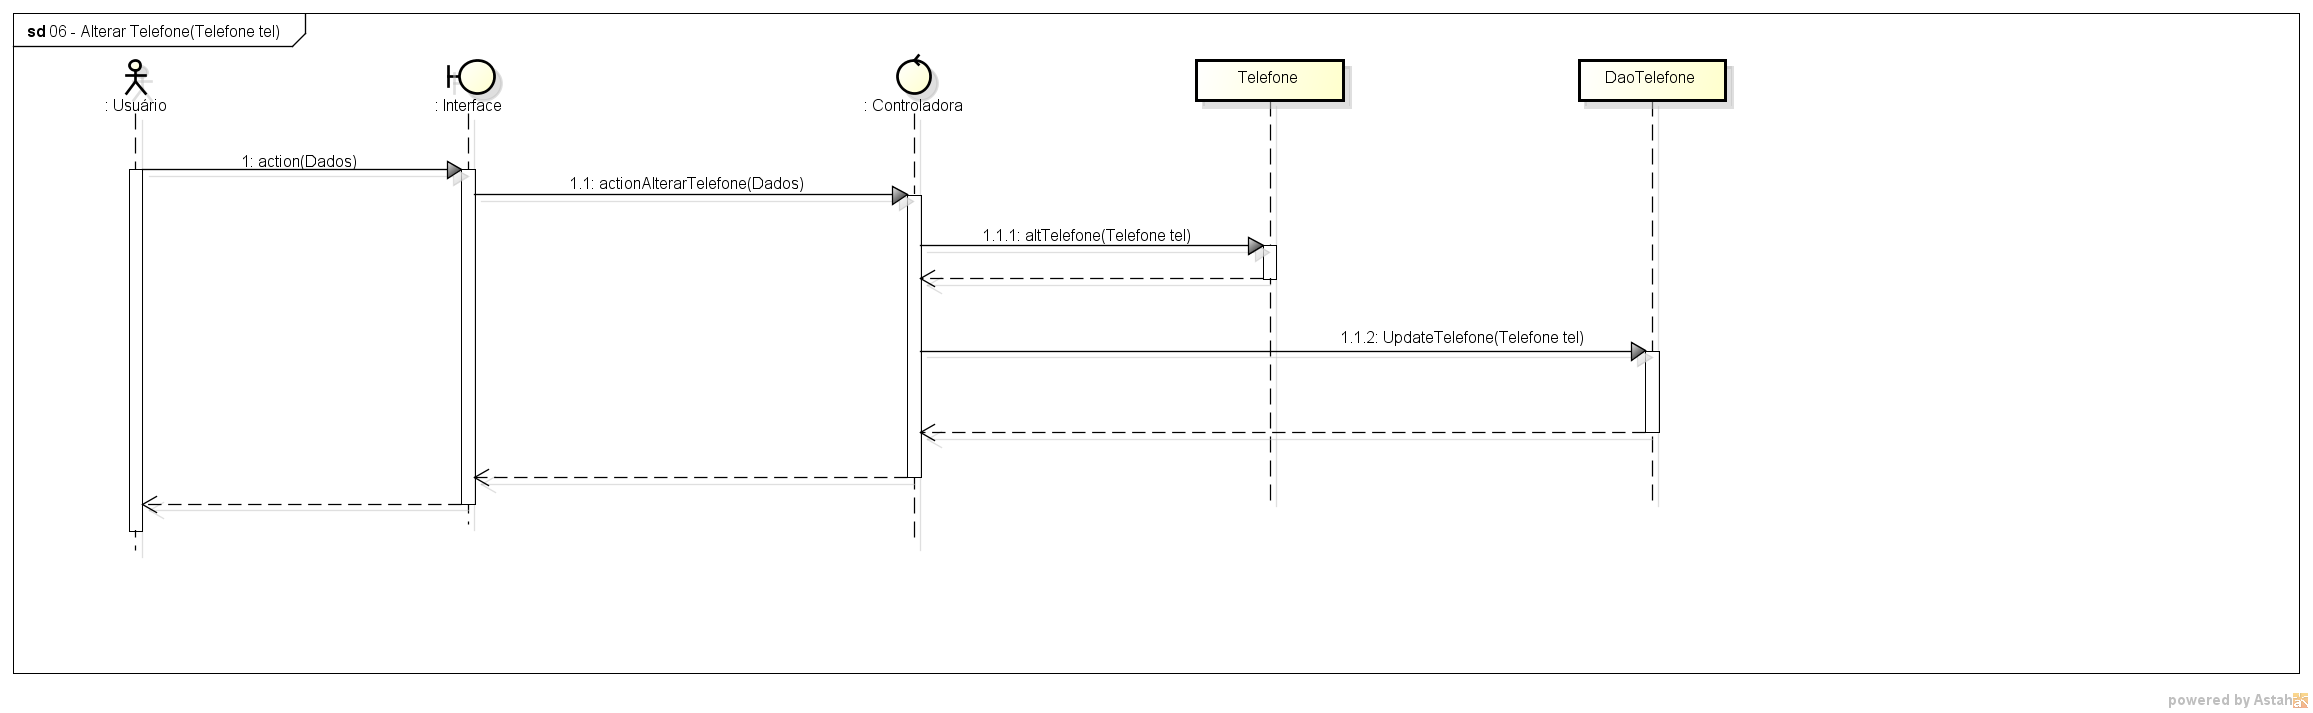 sd 06 - Alterar Telefone(Telefone tel)
: Usuário
: Interface
: Controladora
Telefone
DaoTelefone
1: action(Dados)
1.1: actionAlterarTelefone(Dados)
1.1.1: altTelefone(Telefone tel)
1.1.2: UpdateTelefone(Telefone tel)
powered by Astah